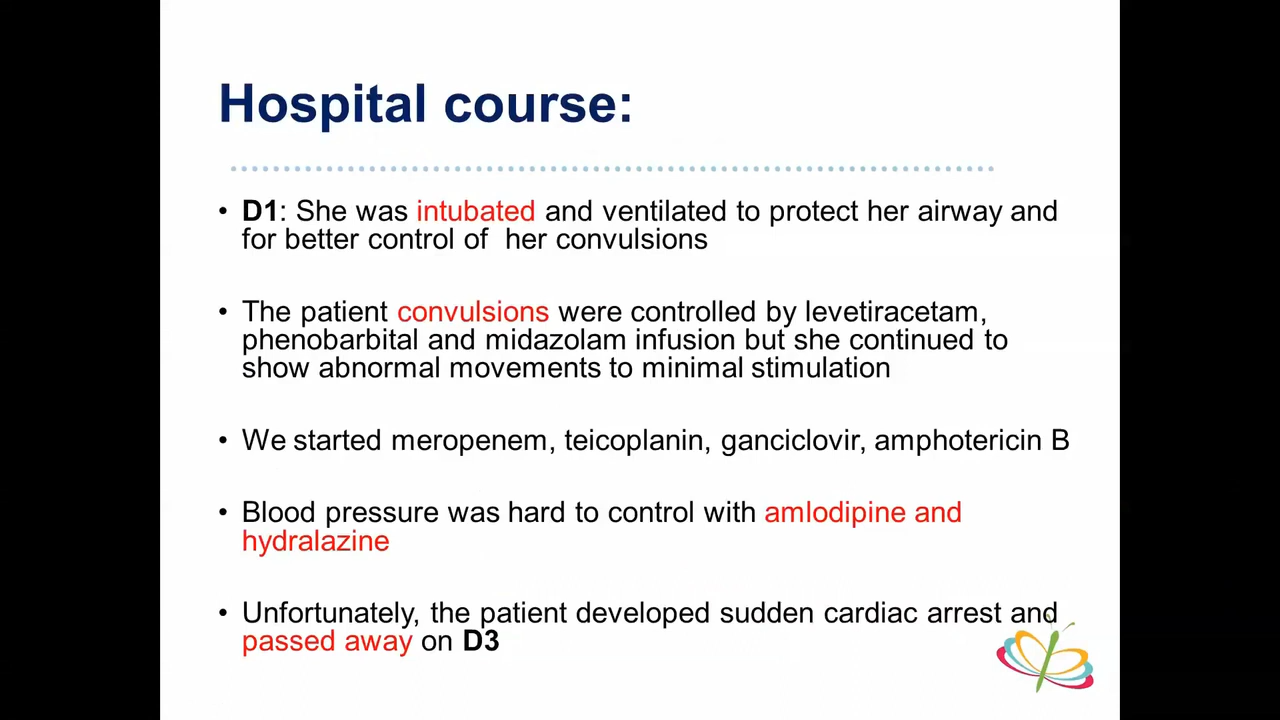 Hospital course:
• D1: She was intubated and ventilated to protect her airway and
for better control of  her convulsions
• The patient convulsions were controlled by levetiracetam,
phenobarbital and midazolam infusion but she continued to
show abnormal movements to minimal stimulation
• We started meropenem, teicoplanin, ganciclovir, amphotericin B
• Blood pressure was hard to control with amlodipine and
hydralazine
• Unfortunately, the patient developed sudden cardiac arrest and
passed away on D3